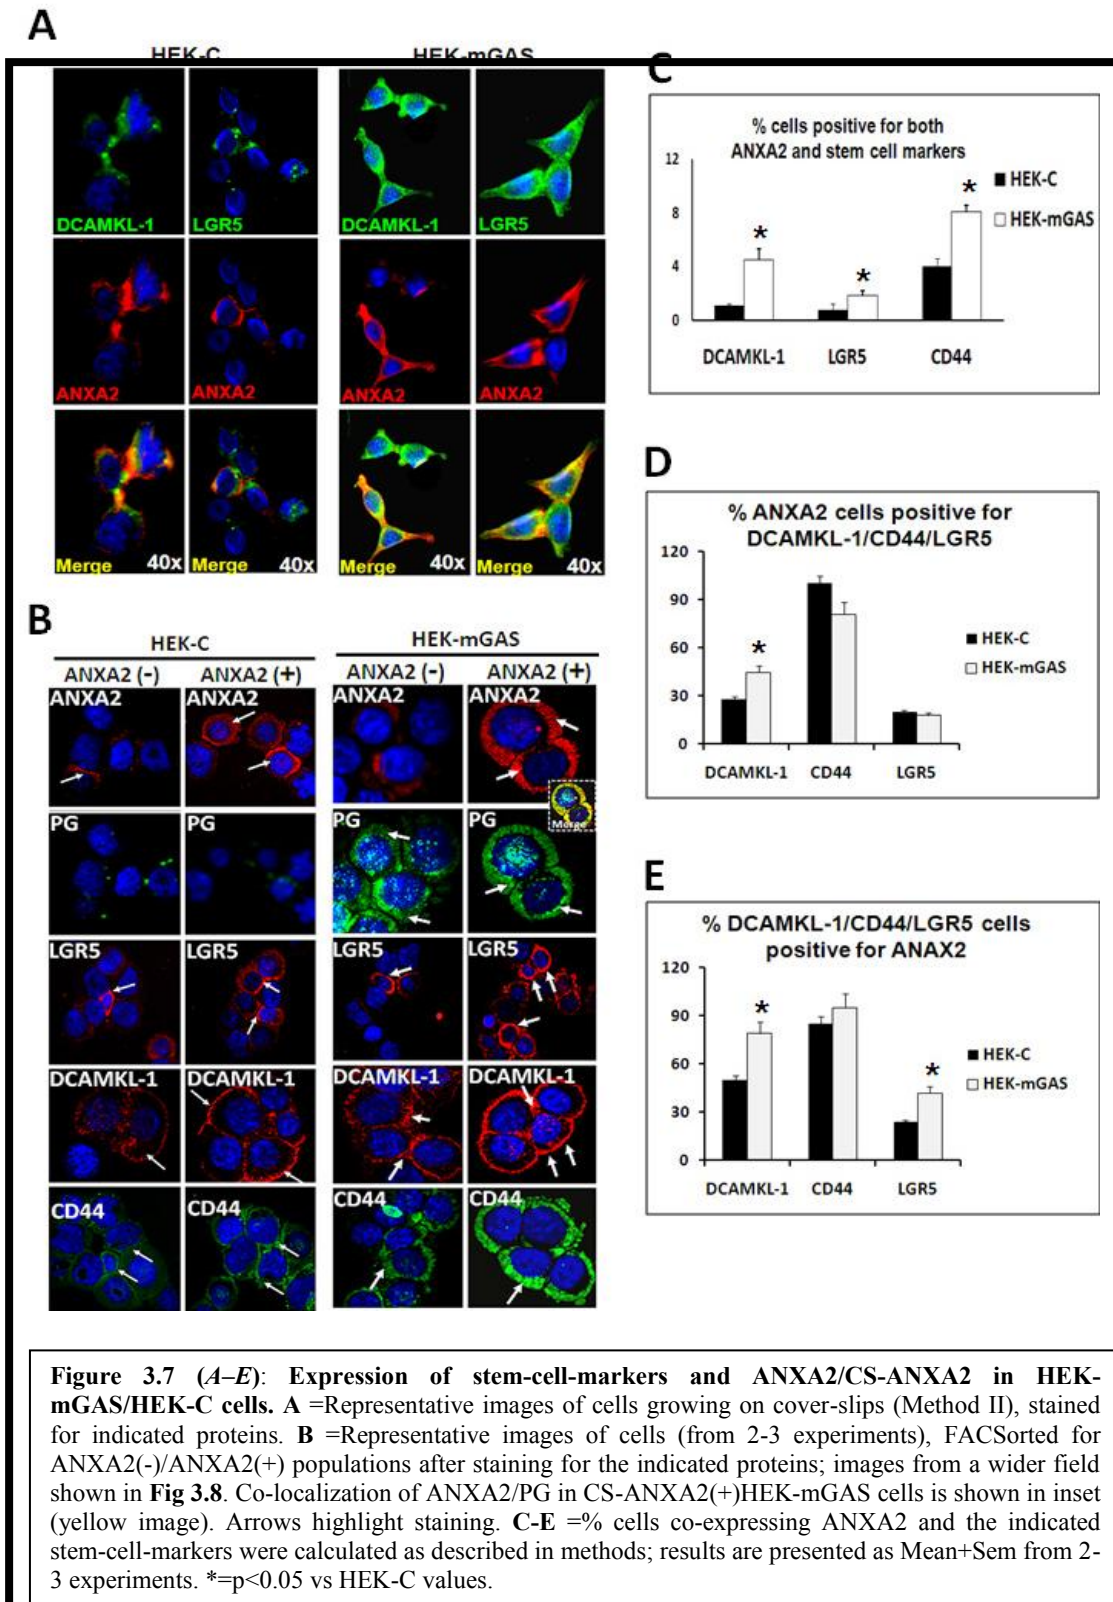 A
HEK-C
HEK-mGAS
DCAMKL-1
LGR5
DCAMKL-1
LGR5
ANXA2
ANXA2
ANXA2
ANXA2
Merge 40x
40x
Merge 40x
Merge 40x
B
HEK-C
HEK-mGAS
ANXA2 (-)
ANXA2 (+)
ANXA2 (-)
ANXA2 (+)
ANXA2
ANXA2
ANXA2
ANXA2
Merge
PG
PG
PG
LGR5
LGR5
LGR5
LGR5
DCAMKL-1
DCAMKL-1
DCAMKL-1
DCAMKL-1
CD44
CD44
CD44
CD44
C
% cells positive for both
ANXA2 and stem cell markers
12
8
4
0
*
*
*
HEK-C
HEK-mGAS
DCAMKL-1
LGR5
CD44
D
% ANXA2 cells positive for
DCAMKL-1/CD44/LGR5
120
90
60
30
0
*
HEK-C
HEK-mGAS
DCAMKL-1
CD44
LGR5
E
% DCAMKL-1/CD44/LGR5 cells
positive for ANAX2
120
90
60
30
0
*
*
HEK-C
HEK-mGAS
DCAMKL-1
CD44
LGR5
Figure 3.7 (A–E): Expression of stem-cell-markers and ANXA2/CS-ANXA2 in HEK-
mGAS/HEK-C cells. A =Representative images of cells growing on cover-slips (Method II), stained
for indicated proteins. B =Representative images of cells (from 2-3 experiments), FACSorted for
ANXA2(-)/ANXA2(+) populations after staining for the indicated proteins; images from a wider field
shown in Fig 3.8. Co-localization of ANXA2/PG in CS-ANXA2(+)HEK-mGAS cells is shown in inset
(yellow image). Arrows highlight staining. C-E =% cells co-expressing ANXA2 and the indicated
stem-cell-markers were calculated as described in methods; results are presented as Mean+Sem from 2-
3 experiments. *=p<0.05 vs HEK-C values.